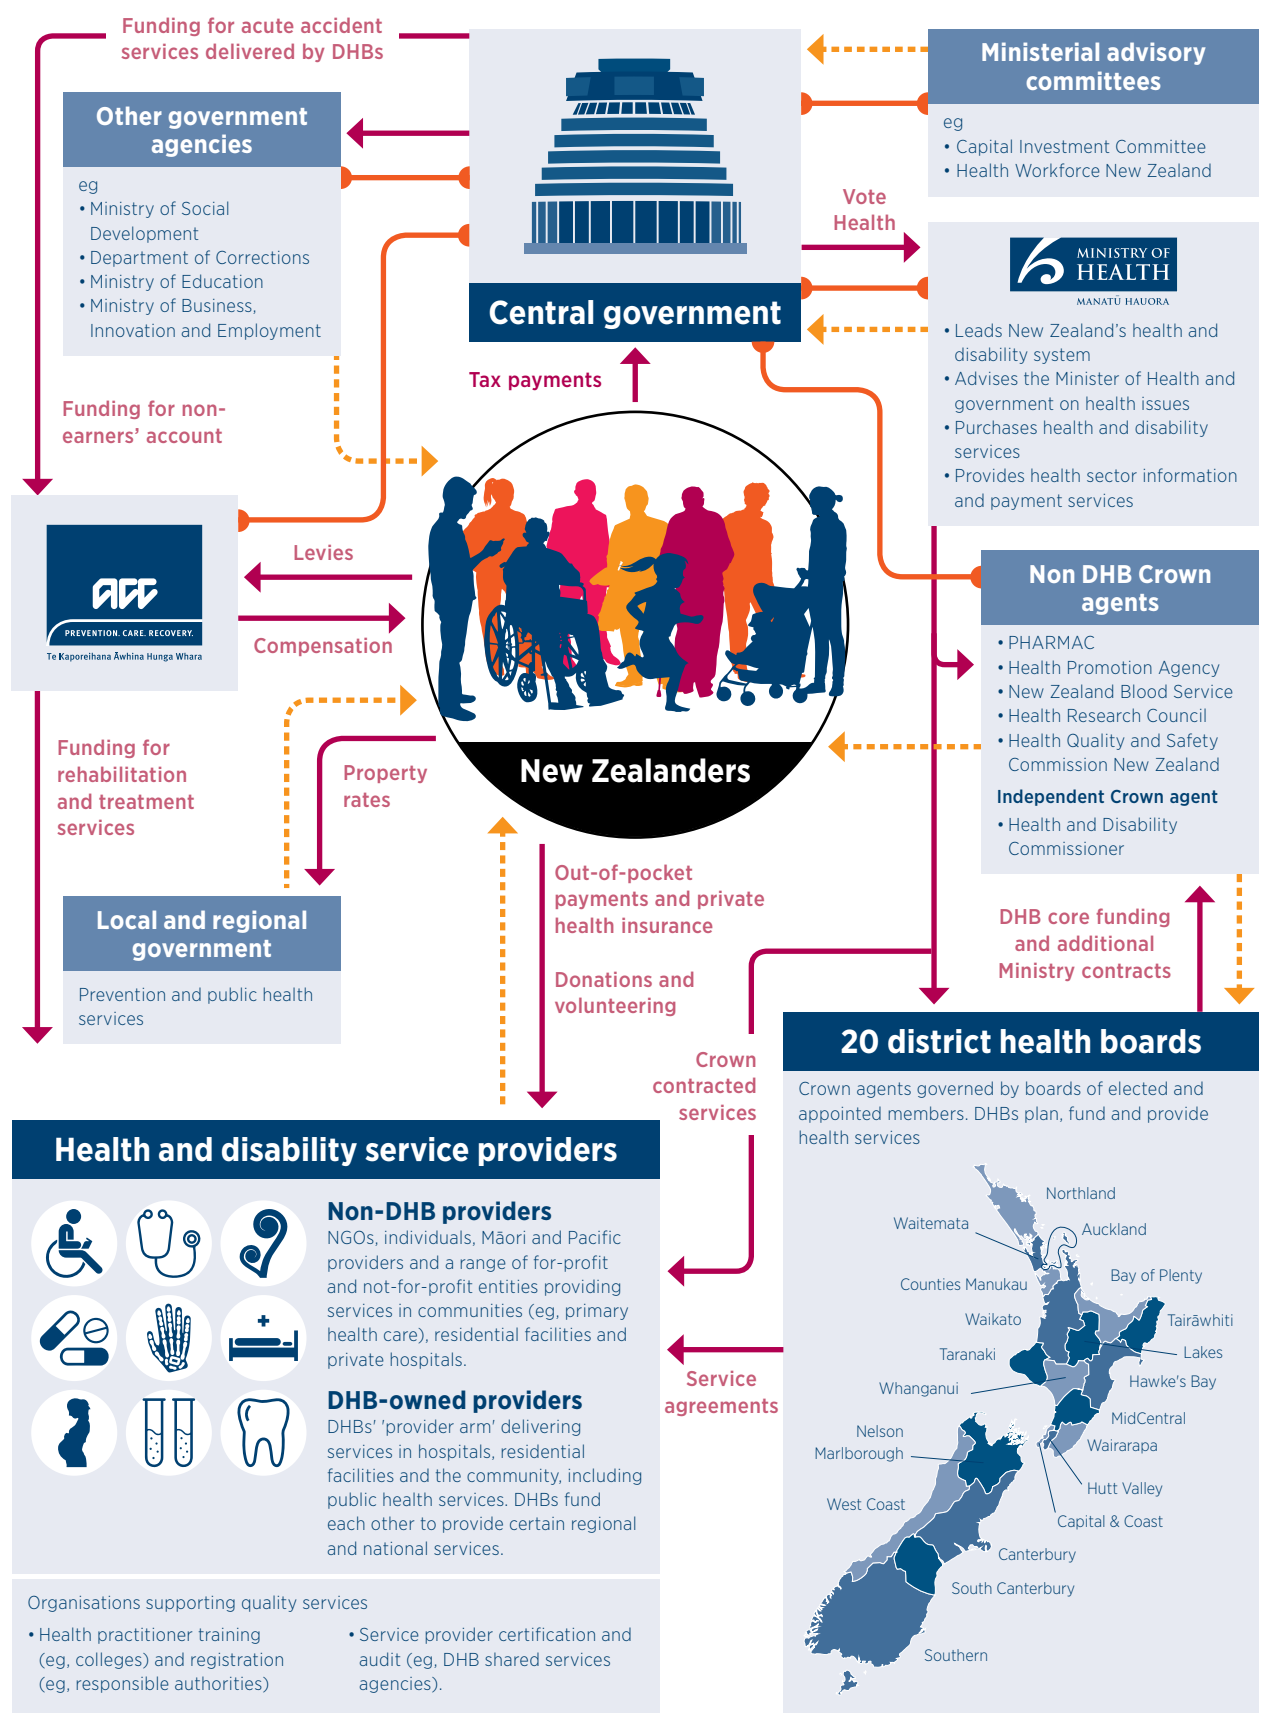 Funding for acute accident
services delivered by DHBs
Other government
agencies
eg
• Ministry of Social
Development
• Department of Corrections
• Ministry of Education
• Ministry of Business,
Innovation and Employment
Central government
Ministerial advisory
committees
eg
• Capital Investment Committee
• Health Workforce New Zealand
Vote
Health
MINISTRY OF
HEALTH
MANATŪ HAUORA
• Leads New Zealand’s health and
disability system
• Advises the Minister of Health and
government on health issues
• Purchases health and disability
services
• Provides health sector information
and payment services
Tax payments
Funding for non-
earners’ account
acc
PREVENTION. CARE. RECOVERY.
Te Kaporeihana Āwhina Hunga Whara
Levies
Compensation
New Zealanders
Non DHB Crown
agents
• PHARMAC
• Health Promotion Agency
• New Zealand Blood Service
• Health Research Council
• Health Quality and Safety
Commission New Zealand
Independent Crown agent
• Health and Disability
Commissioner
Funding for
rehabilitation
and treatment
services
Property
rates
Local and regional
government
Prevention and public health
services
Out-of-pocket
payments and private
health insurance
Donations and
volunteering
DHB core funding
and additional
Ministry contracts
Crown
contracted
services
20 district health boards
Crown agents governed by boards of elected and
appointed members. DHBs plan, fund and provide
health services
Northland
Waitemata
Auckland
Counties Manukau
Bay of Plenty
Waikato
Tairāwhiti
Taranaki
Lakes
Whanganui
Hawke's Bay
MidCentral
Nelson
Marlborough
Wairarapa
Hutt Valley
West Coast
Capital & Coast
Canterbury
South Canterbury
Southern
Health and disability service providers
Non-DHB providers
NGOs, individuals, Māori and Pacific
providers and a range of for-profit
and not-for-profit entities providing
services in communities (eg, primary
health care), residential facilities and
private hospitals.
DHB-owned providers
DHBs' 'provider arm' delivering
services in hospitals, residential
facilities and the community, including
public health services. DHBs fund
each other to provide certain regional
and national services.
Service
agreements
Organisations supporting quality services
• Health practitioner training
(eg, colleges) and registration
(eg, responsible authorities)
• Service provider certification and
audit (eg, DHB shared services
agencies).